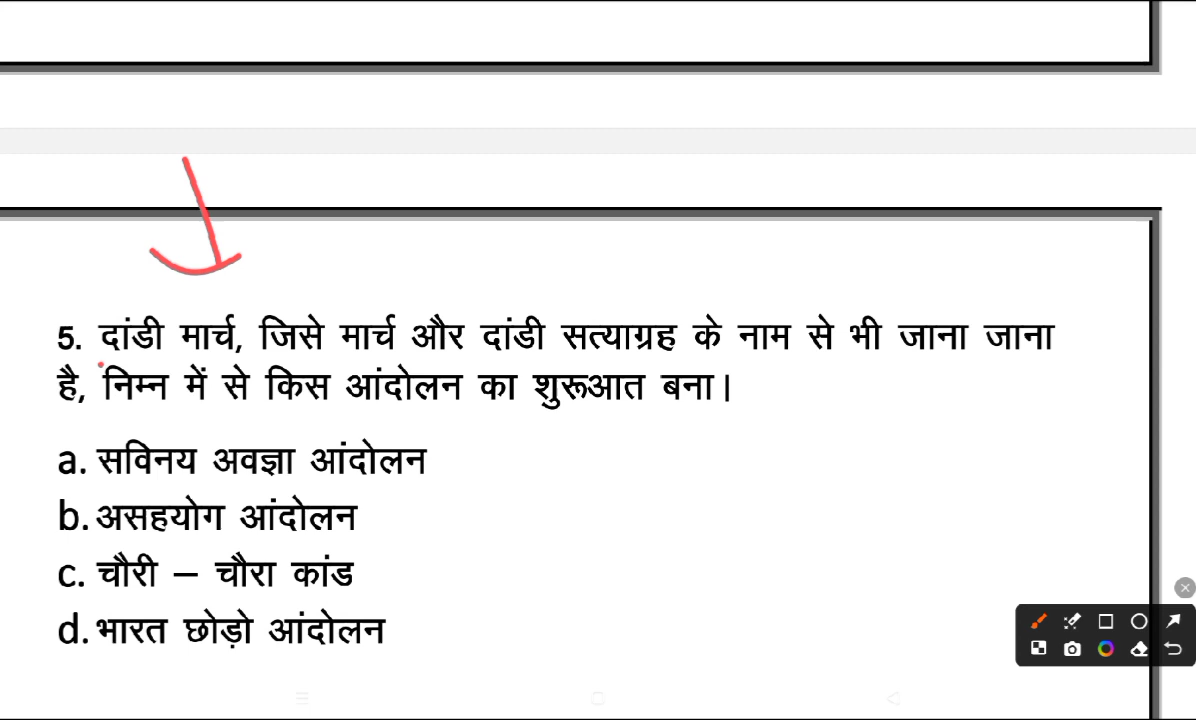 5. दांडी मार्च, जिसे मार्च और दांडी सत्याग्रह के नाम से भी जाना जाना
है, निम्न में से किस आंदोलन का शुरूआत बना।
a. सविनय अवज्ञा आंदोलन
b. असहयोग आंदोलन
c. चौरी – चौरा कांड
d. भारत छोड़ो आंदोलन